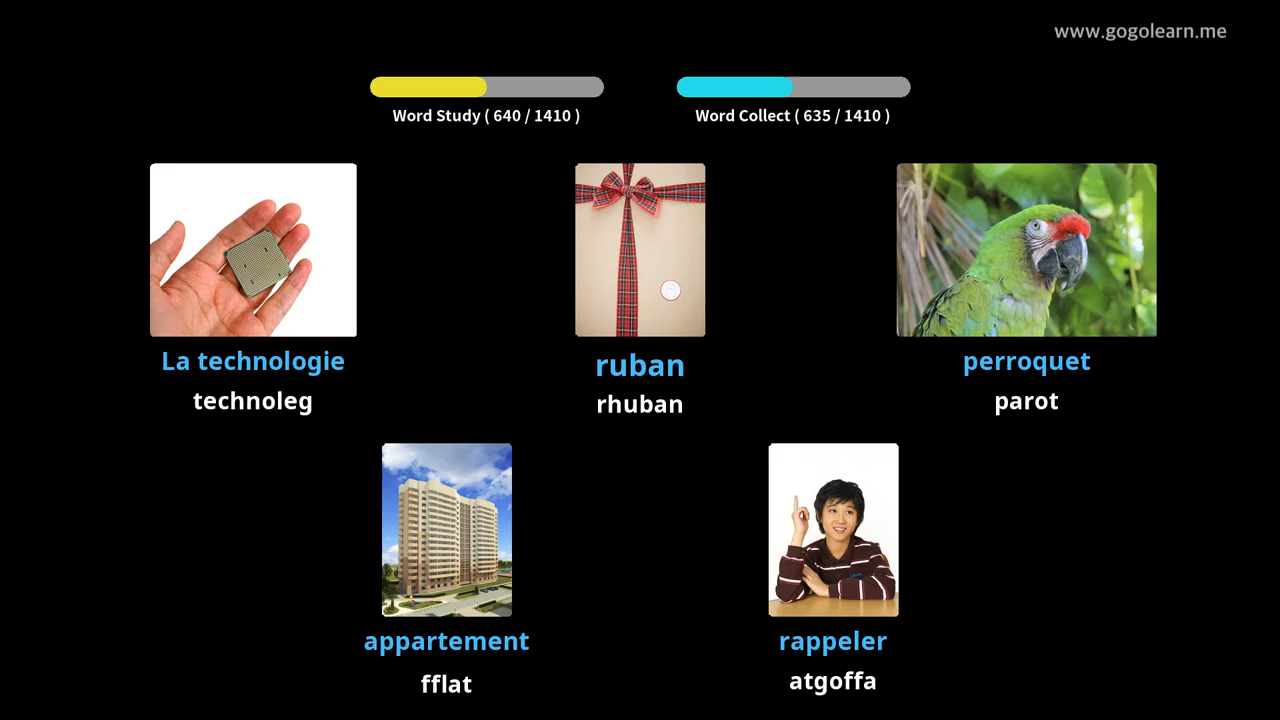 www.gogolearn.me
Word Study ( 640 / 1410 )
Word Collect ( 635 / 1410 )
La technologie
technoleg
ruban
rhuban
perroquet
parot
appartement
fflat
rappeler
atgoffa